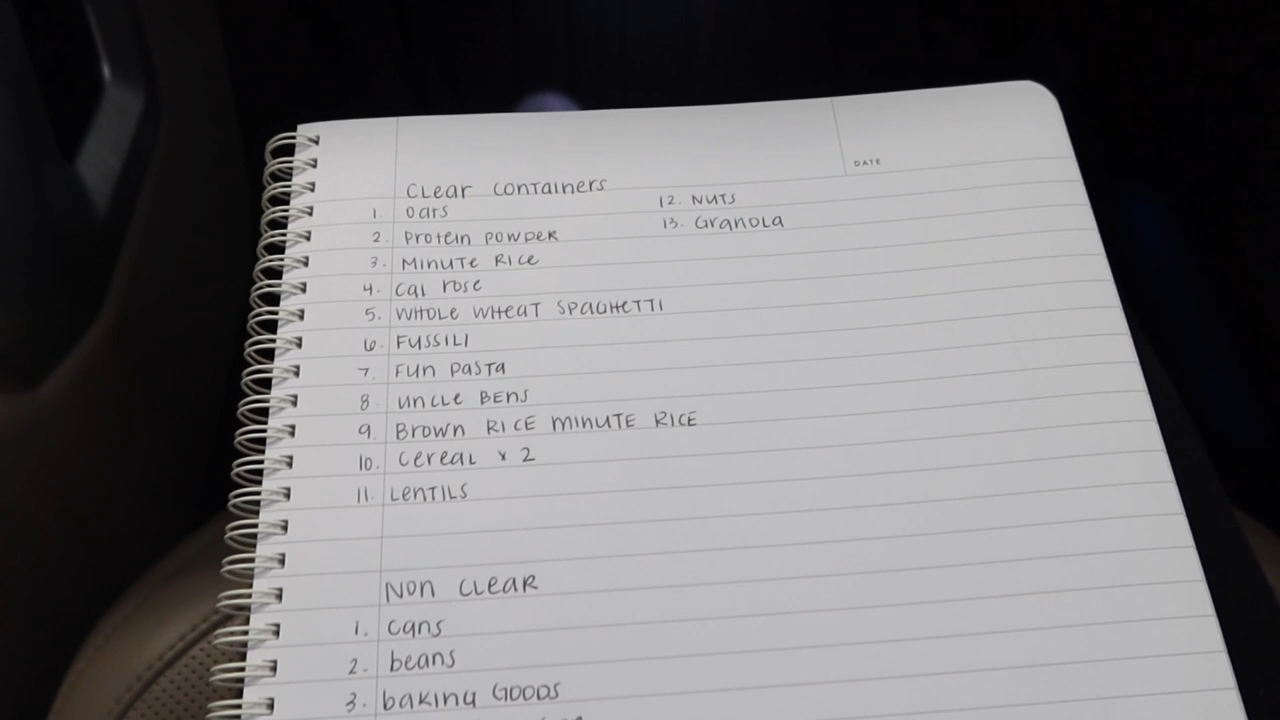 DATE
CLEAR CONTAINERS
1. OATS
2. PROTEIN POWDER
3. MINUTE RICE
4. Cal rose
5. WHOLE WHEAT SPAGHETTI
6. FUSSILI
7. FUN PASTA
8. UNCLE BENS
9. Brown RICE MINUTE RICE
10. Cereal x 2
11. LENTILS
12. NUTS
13. Granola
NON CLEAR
1. cans
2. beans
3. baking GOODS